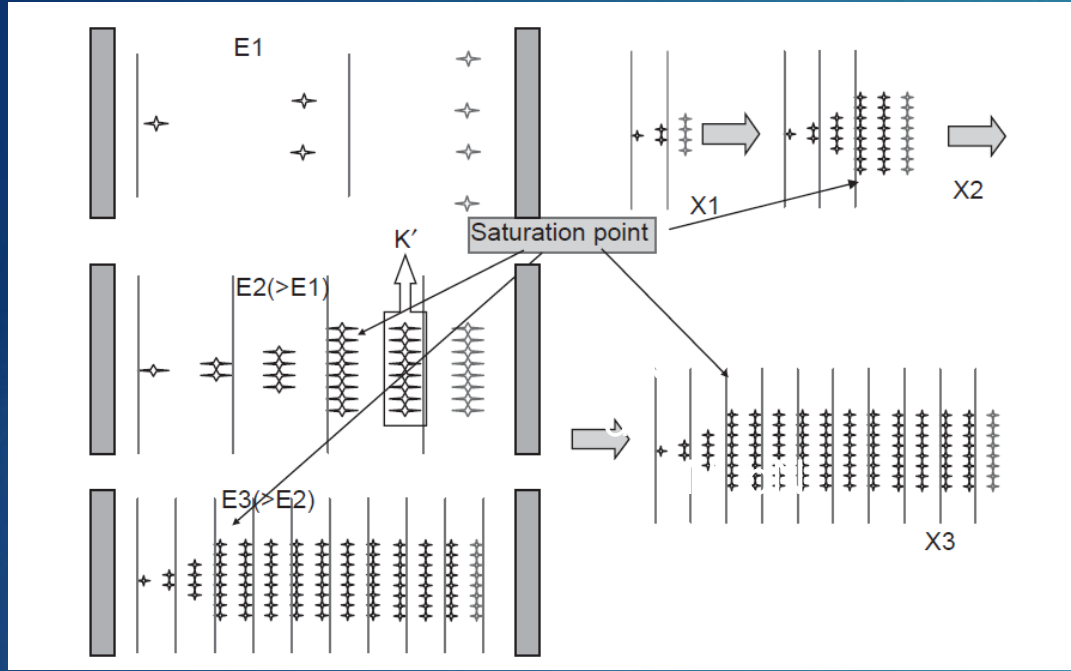 E1
X1
X2
Saturation point
K′
E2(>E1)
E3(>E2)
X3